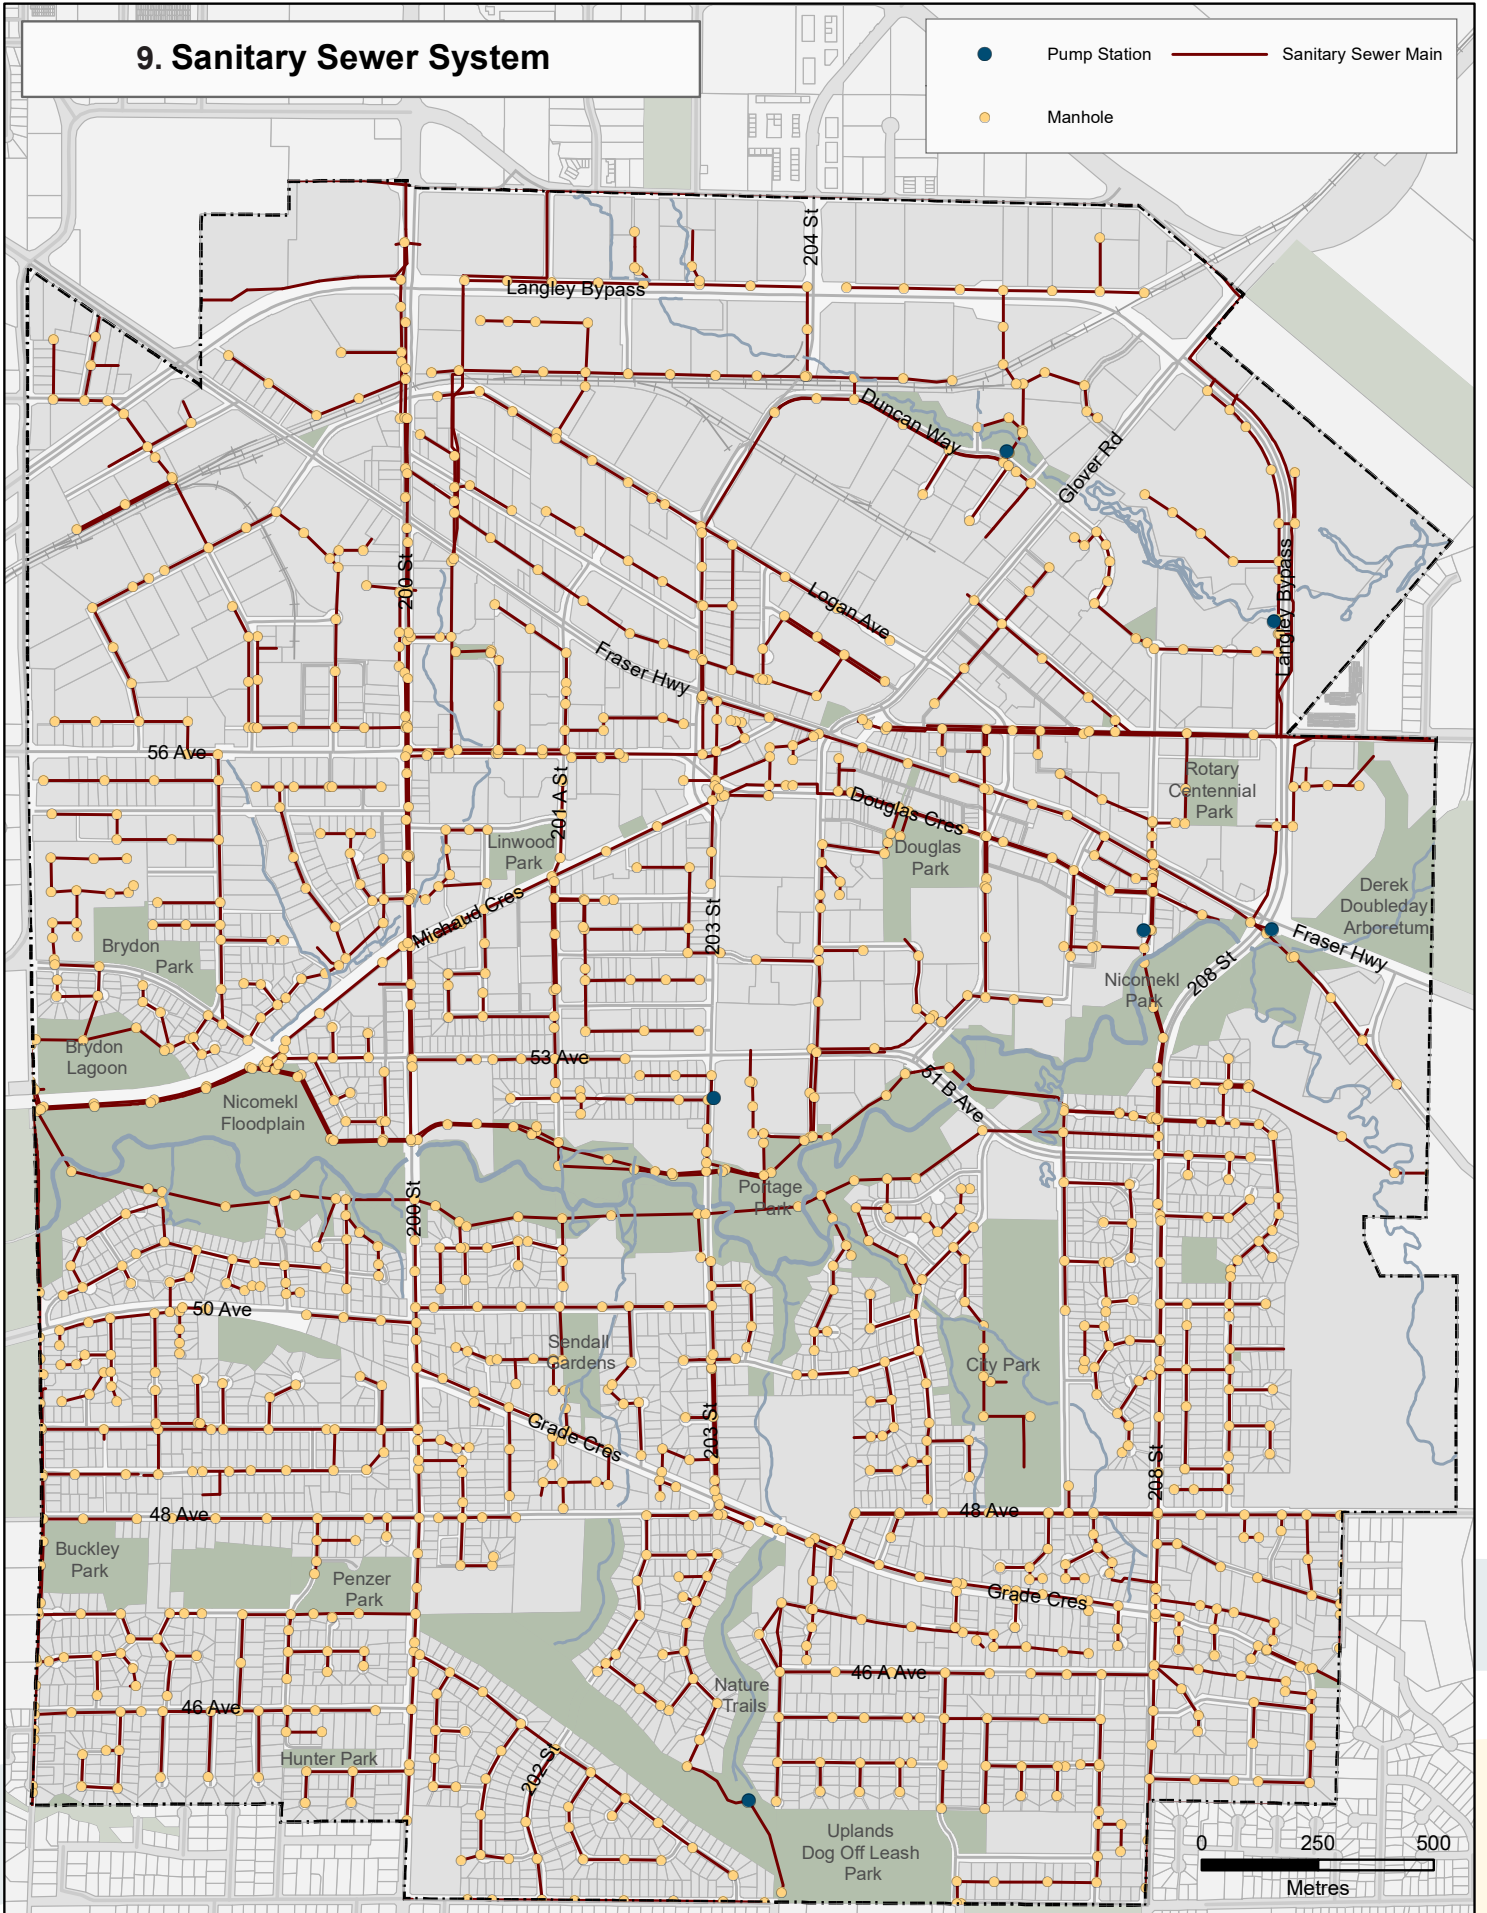 9. Sanitary Sewer System
Pump Station
Sanitary Sewer Main
Manhole
204 St
Langley Bypass
Duncan Way
Glover Rd
200 St
Langley Bypass
Logan Ave
Fraser Hwy
56 Ave
201 A St
Rotary
Centennial
Park
Douglas Cres
Linwood
Park
Douglas
Park
Derek
Doubleday
Arboretum
Michaud Cres
203 St
Brydon
Park
Fraser Hwy
208 St
Nicomekl
Park
Brydon
Lagoon
53 Ave
51 B Ave
Nicomekl
Floodplain
Portage
Park
200 St
50 Ave
Sendall
Gardens
City Park
Grade Cres
203 St
208 St
48 Ave
48 Ave
Buckley
Park
Penzer
Park
Grade Cres
46 A Ave
Nature
Trails
46 Ave
Hunter Park
202 St
Uplands
Dog Off Leash
Park
0 250 500
Metres